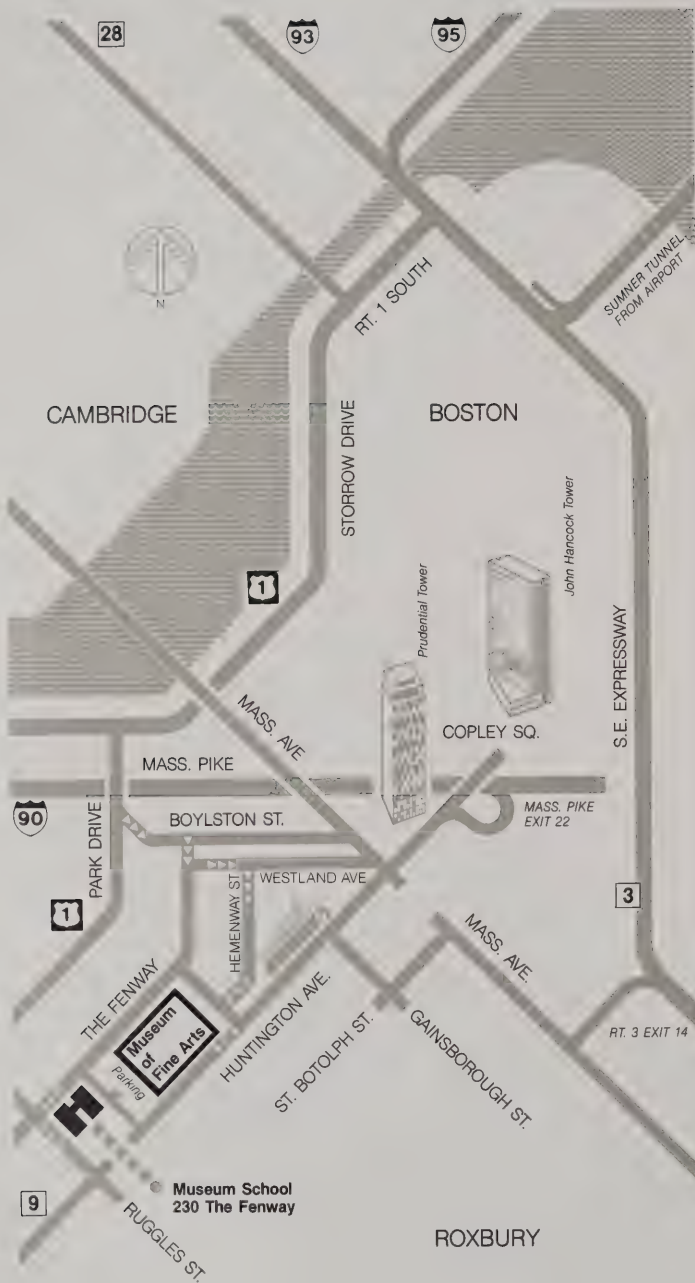 28
93
95
N
SUMNER TUNNEL
FROM AIRPORT
RT. 1 SOUTH
CAMBRIDGE
BOSTON
STORROW DRIVE
John Hancock Tower
Prudential Tower
1
S.E. EXPRESSWAY
MASS. AVE
COPLEY SQ.
MASS. PIKE
MASS. PIKE
EXIT 22
90
BOYLSTON ST.
PARK DRIVE
WESTLAND AVE
HEMENWAY ST
3
1
MASS. AVE.
THE FENWAY
Museum
of
Fine Arts
Parking
HUNTINGTON AVE.
ST. BOTOLPH ST.
GAINSBOROUGH ST.
RT. 3 EXIT 14
Museum School
230 The Fenway
9
RUGGLES ST.
ROXBURY